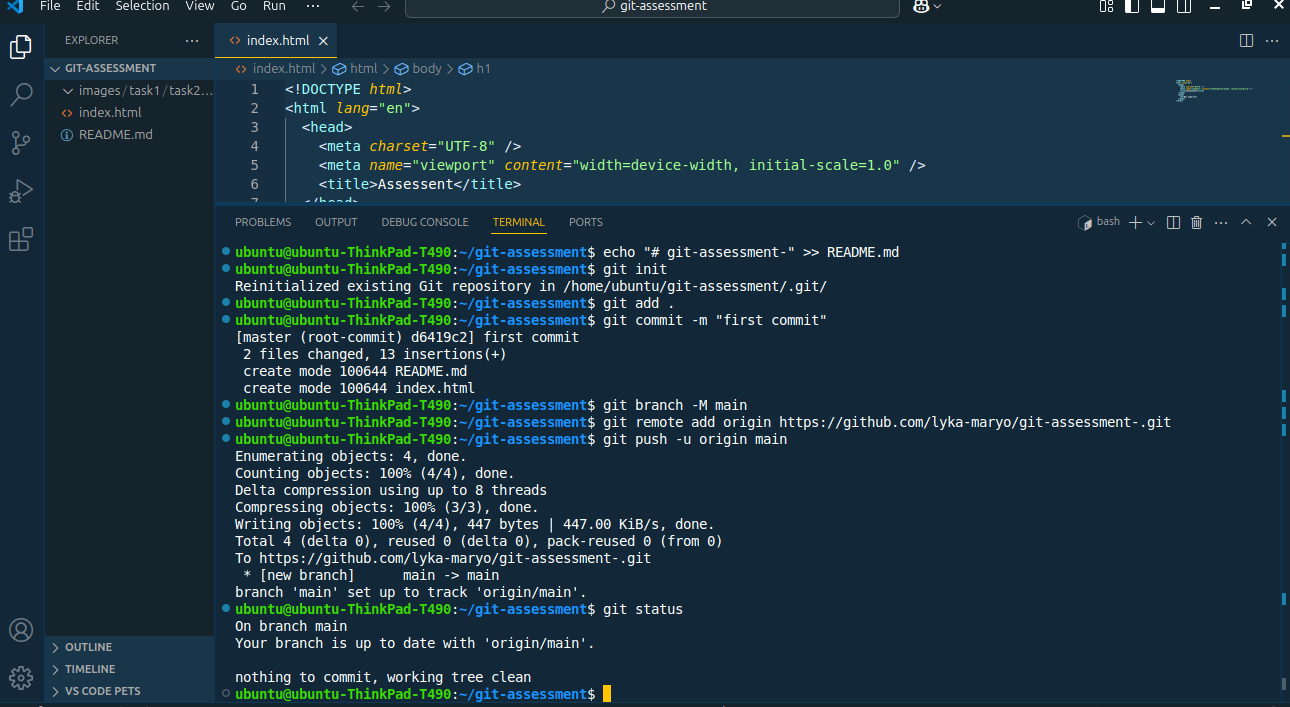 File Edit Selection View Go Run ··· git-assessment
EXPLORER ···
GIT-ASSESSMENT
images/task1/task2...
index.html
README.md
OUTLINE
TIMELINE
VS CODE PETS
<> index.html ×
<> index.html > html > body > h1
1 <!DOCTYPE html>
2 <html lang="en">
3 <head>
4 <meta charset="UTF-8" />
5 <meta name="viewport" content="width=device-width, initial-scale=1.0" />
6 <title>Assessent</title>
7 </head>
PROBLEMS OUTPUT DEBUG CONSOLE TERMINAL PORTS bash
ubuntu@ubuntu-ThinkPad-T490:~/git-assessment$ echo "# git-assessment-" >> README.md
ubuntu@ubuntu-ThinkPad-T490:~/git-assessment$ git init
Reinitialized existing Git repository in /home/ubuntu/git-assessment/.git/
ubuntu@ubuntu-ThinkPad-T490:~/git-assessment$ git add .
ubuntu@ubuntu-ThinkPad-T490:~/git-assessment$ git commit -m "first commit"
[master (root-commit) d6419c2] first commit
2 files changed, 13 insertions(+)
create mode 100644 README.md
create mode 100644 index.html
ubuntu@ubuntu-ThinkPad-T490:~/git-assessment$ git branch -M main
ubuntu@ubuntu-ThinkPad-T490:~/git-assessment$ git remote add origin https://github.com/lyka-maryo/git-assessment-.git
ubuntu@ubuntu-ThinkPad-T490:~/git-assessment$ git push -u origin main
Enumerating objects: 4, done.
Counting objects: 100% (4/4), done.
Delta compression using up to 8 threads
Compressing objects: 100% (3/3), done.
Writing objects: 100% (4/4), 447 bytes | 447.00 KiB/s, done.
Total 4 (delta 0), reused 0 (delta 0), pack-reused 0 (from 0)
To https://github.com/lyka-maryo/git-assessment-.git
* [new branch]      main -> main
branch 'main' set up to track 'origin/main'.
ubuntu@ubuntu-ThinkPad-T490:~/git-assessment$ git status
On branch main
Your branch is up to date with 'origin/main'.
nothing to commit, working tree clean
ubuntu@ubuntu-ThinkPad-T490:~/git-assessment$